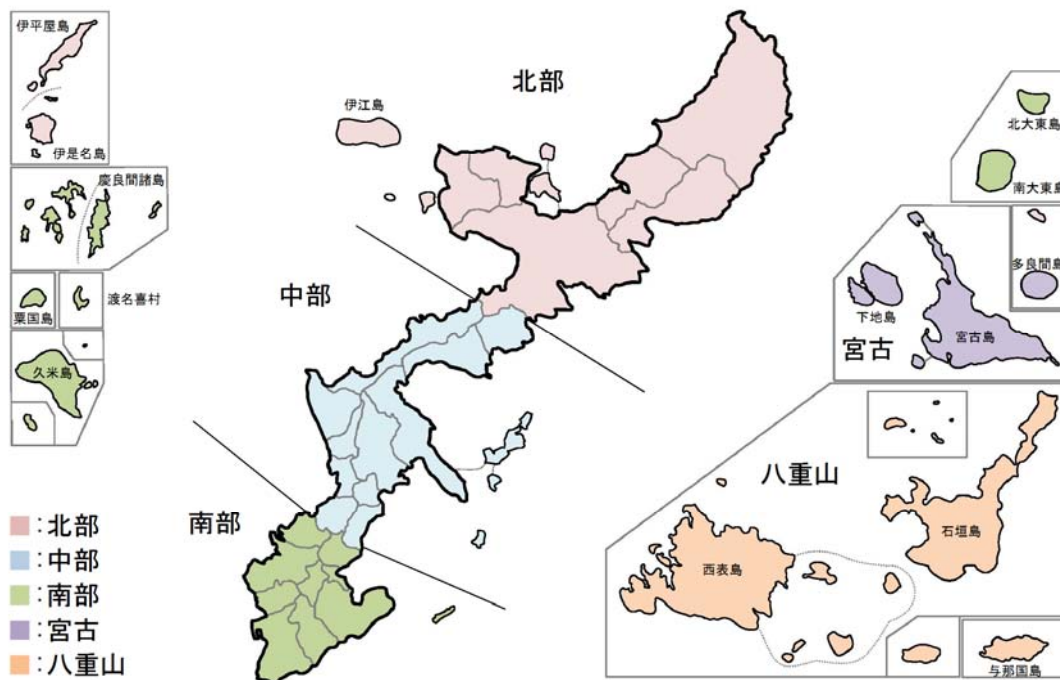 伊平屋島
伊是名島
慶良間諸島
粟国島
渡名喜村
久米島
北部
伊江島
中部
南部
北大東島
南大東島
多良間島
下地島
宮古島
宮古
八重山
石垣島
西表島
与那国島
：北部
：中部
：南部
：宮古
：八重山